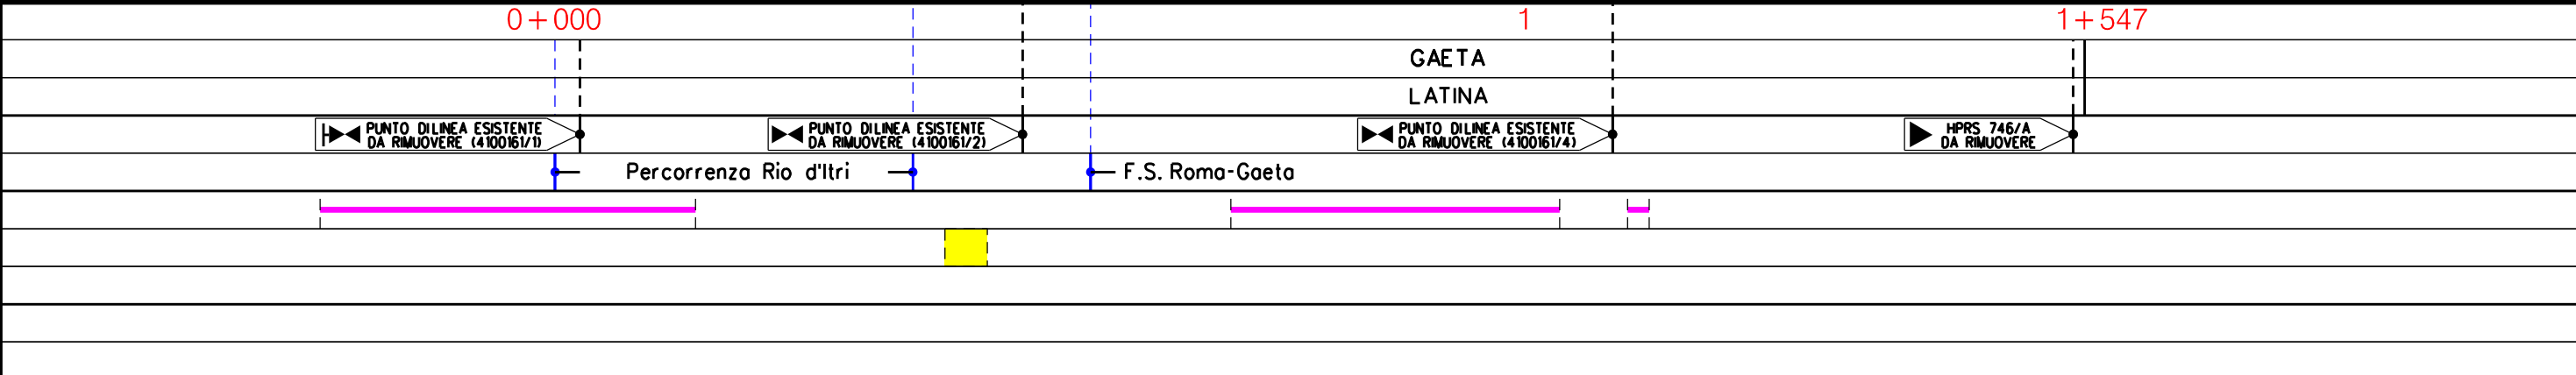 0+000 1 1+547
GAETA
LATINA
PUNTO DI LINEA ESISTENTE
DA RIMUOVERE (4100161/1)
PUNTO DI LINEA ESISTENTE
DA RIMUOVERE (4100161/2)
PUNTO DI LINEA ESISTENTE
DA RIMUOVERE (4100161/4)
HPRS 746/A
DA RIMUOVERE
Percorrenza Rio d'Itri
F.S. Roma-Gaeta